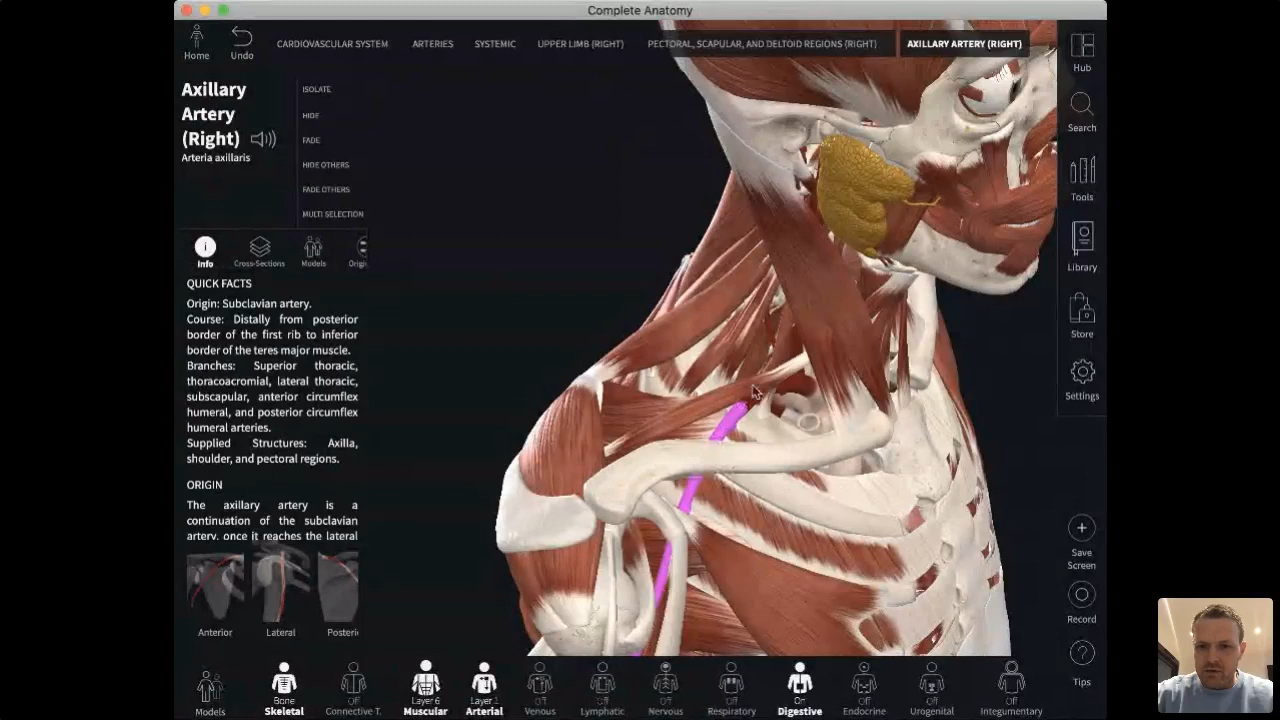 Complete Anatomy
Home
Undo
CARDIOVASCULAR SYSTEM
ARTERIES
SYSTEMIC
UPPER LIMB (RIGHT)
PECTORAL, SCAPULAR, AND DELTOID REGIONS (RIGHT)
AXILLARY ARTERY (RIGHT)
Axillary
Artery
(Right)
Arteria axillaris
ISOLATE
HIDE
FADE
HIDE OTHERS
FADE OTHERS
MULTI SELECTION
Info
Cross-Sections
Models
Origi
QUICK FACTS
Origin: Subclavian artery.
Course: Distally from posterior
border of the first rib to inferior
border of the teres major muscle.
Branches: Superior thoracic,
thoracoacromial, lateral thoracic,
subscapular, anterior circumflex
humeral, and posterior circumflex
humeral arteries.
Supplied Structures: Axilla,
shoulder, and pectoral regions.
ORIGIN
The axillary artery is a
continuation of the subclavian
artery, once it reaches the lateral
Anterior
Lateral
Posteri
Hub
Search
Tools
Library
Store
Settings
Save
Screen
Record
Tips
Models
Bone
Skeletal
Off
Connective T.
Layer 6
Muscular
Layer 1
Arterial
Off
Venous
Off
Lymphatic
Off
Nervous
Off
Respiratory
On
Digestive
Off
Endocrine
Off
Urogenital
Off
Integumentary